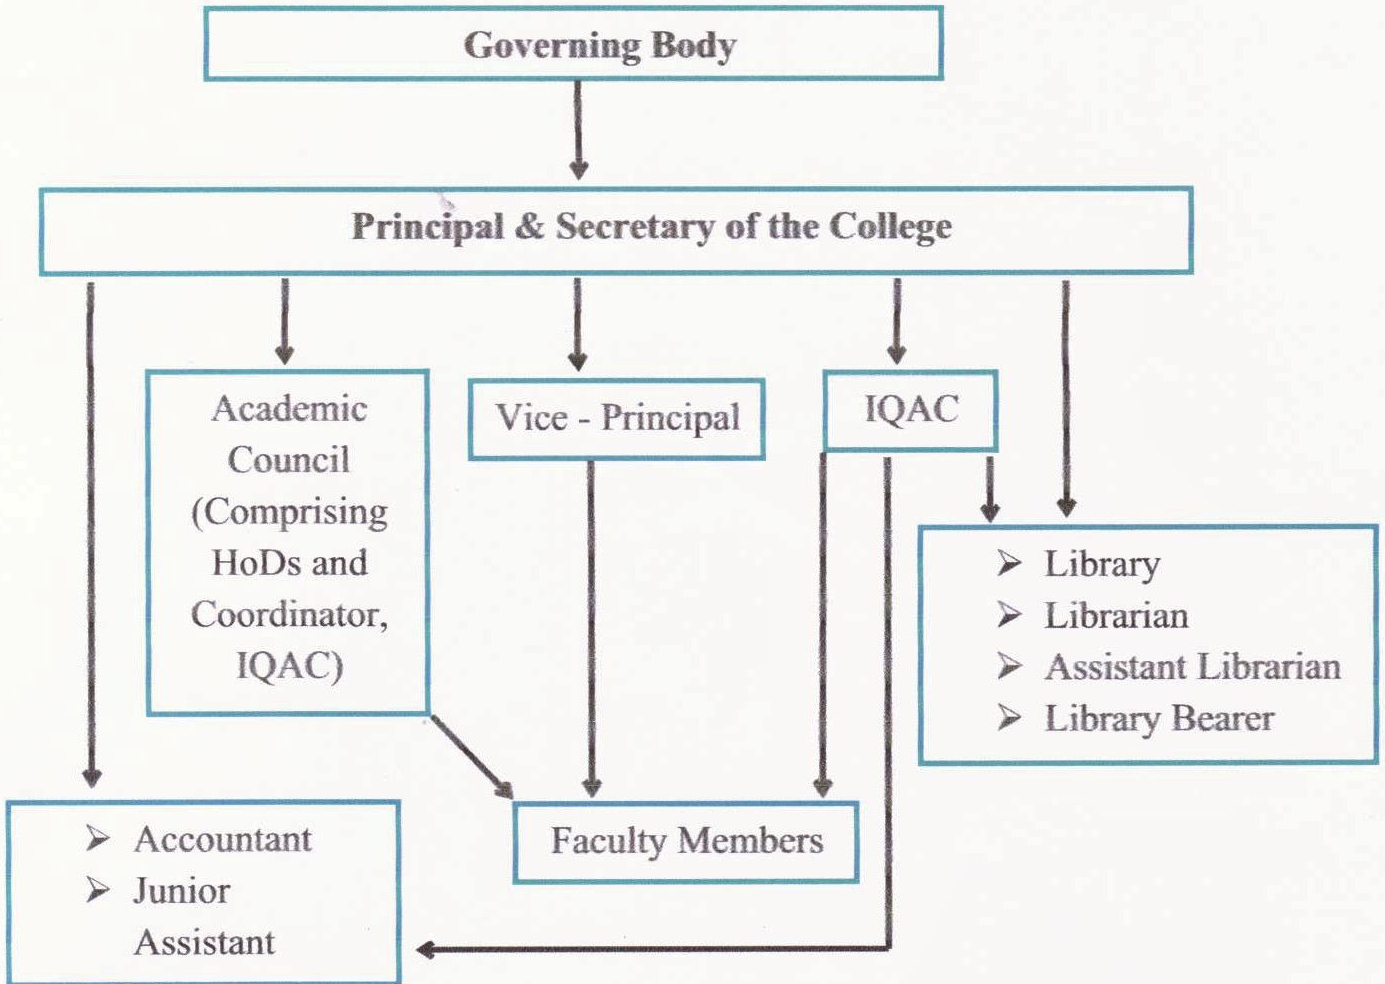 Governing Body
Principal & Secretary of the College
Academic
Council
(Comprising
HoDs and
Coordinator,
IQAC)
Vice - Principal
IQAC
➢ Library
➢ Librarian
➢ Assistant Librarian
➢ Library Bearer
➢ Accountant
➢ Junior
Assistant
Faculty Members